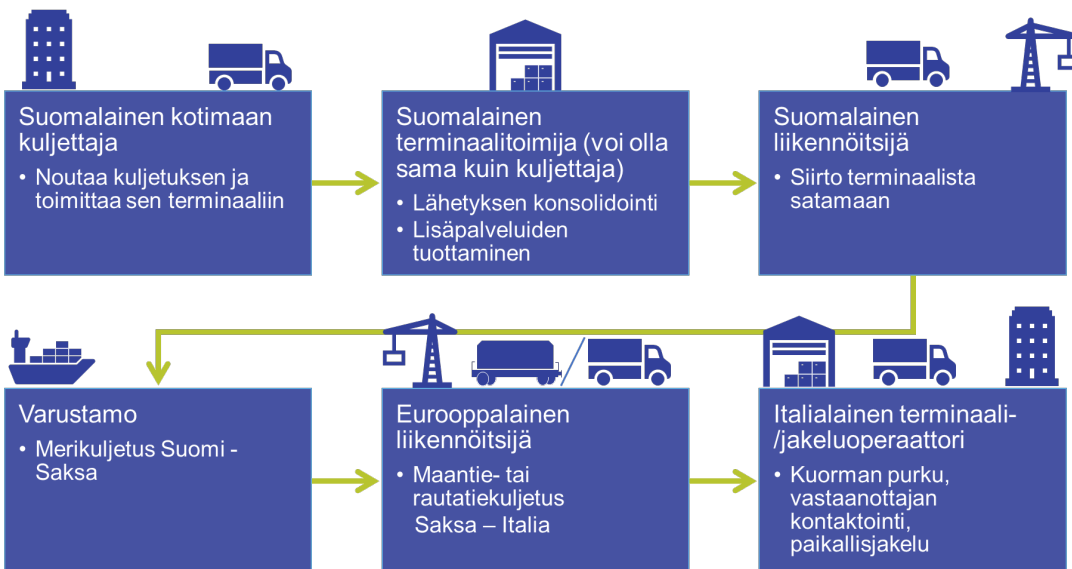 Suomalainen kotimaan
kuljettaja
• Noutaa kuljetuksen ja
toimittaa sen terminaaliin
Suomalainen
terminaalitoimija (voi olla
sama kuin kuljettaja)
• Lähetyksen konsolidointi
• Lisäpalveluiden
tuottaminen
Suomalainen
liikennöitsijä
• Siirto terminaalista
satamaan
Varustamo
• Merikuljetus Suomi -
Saksa
Eurooppalainen
liikennöitsijä
• Maantie- tai
rautatiekuljetus
Saksa – Italia
Italialainen terminaali-
/jakeluoperaattori
• Kuorman purku,
vastaanottajan
kontaktointi,
paikallisjakelu